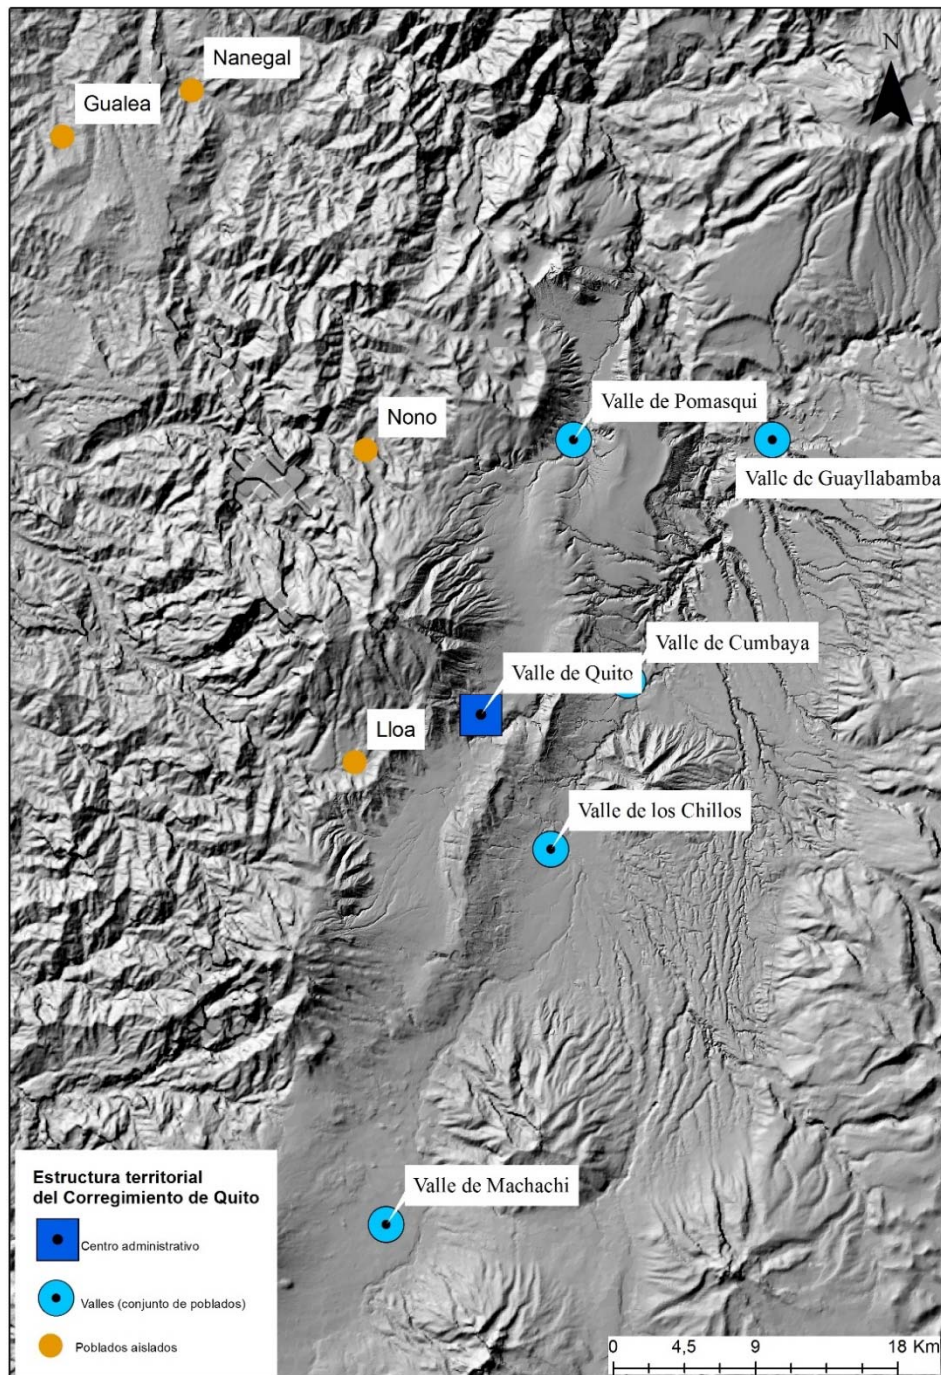 Nanegal
Gualea
N
Nono
Valle de Pomasqui
Valle de Guayllabamba
Valle de Cumbaya
Valle de Quito
Lloa
Valle de los Chillos
Valle de Machachi
Estructura territorial
del Corregimiento de Quito
Centro administrativo
Valles (conjunto de poblados)
Poblados aislados
0 4,5 9 18 Km